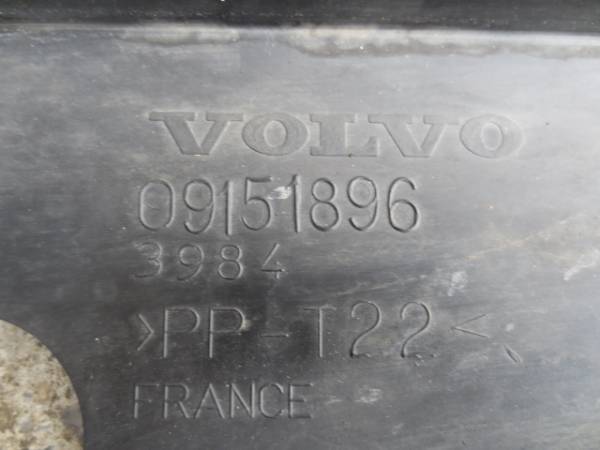 VOLVO
09151896
3984
>PP-T22<
FRANCE